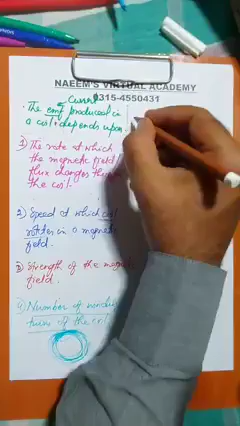 NAEEM'S VIRTUAL ACADEMY
0315-4550431
Current
. The emf produced in
a coil depends upon
1) The rate at which
the magnetic field/
flux changes through
the coil.
2) Speed at which coil
rotates in a magnetic
field.
3) Strength of the magnetic
field.
4) Number of
turns of the coil